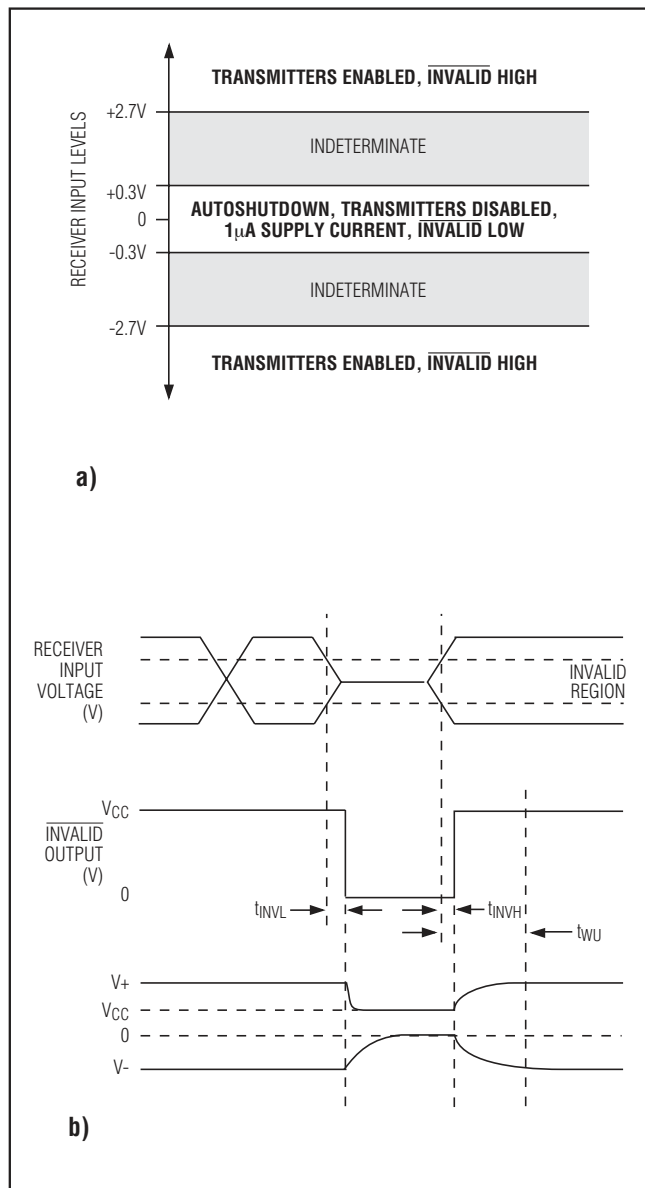 RECEIVER INPUT LEVELS
TRANSMITTERS ENABLED, INVALID HIGH
+2.7V
INDETERMINATE
+0.3V
AUTOSHUTDOWN, TRANSMITTERS DISABLED,
0
1µA SUPPLY CURRENT, INVALID LOW
-0.3V
INDETERMINATE
-2.7V
TRANSMITTERS ENABLED, INVALID HIGH
a)
RECEIVER
INPUT
VOLTAGE
(V)
INVALID
REGION
VCC
INVALID
OUTPUT
(V)
0
tINVL
tINVH
tWU
V+
VCC
0
V-
b)